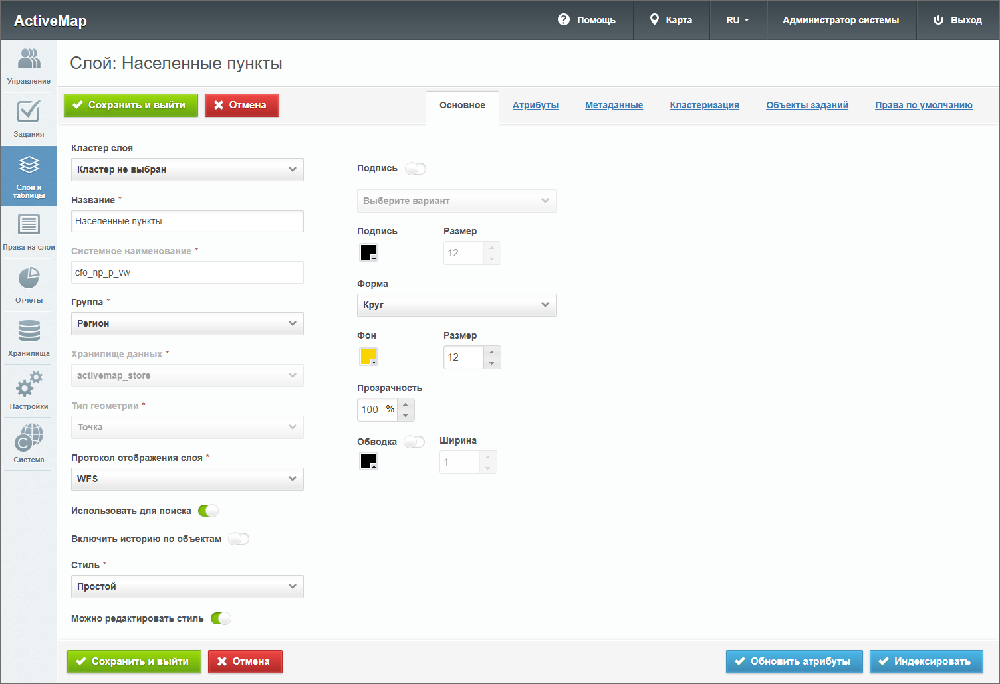 ActiveMap
Помощь
Карта
RU
Администратор системы
Выход
Управление
Задания
Слои и
таблицы
Права на слои
Отчеты
Хранилища
Настройки
Система
Слой: Населенные пункты
Сохранить и выйти
Отмена
Основное
Атрибуты
Метаданные
Кластеризация
Объекты заданий
Права по умолчанию
Кластер слоя
Кластер не выбран
Название *
Населенные пункты
Системное наименование *
cfo_np_p_vw
Группа *
Регион
Хранилище данных *
activemap_store
Тип геометрии *
Точка
Протокол отображения слоя *
WFS
Использовать для поиска
Включить историю по объектам
Стиль *
Простой
Можно редактировать стиль
Подпись
Выберите вариант
Подпись Размер
12
Форма
Круг
Фон Размер
12
Прозрачность
100 %
Обводка Ширина
1
Сохранить и выйти
Отмена
Обновить атрибуты
Индексировать